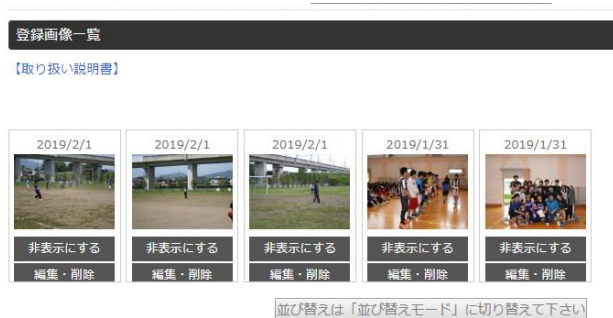 登録画像一覧
【取り扱い説明書】
2019/2/1 2019/2/1 2019/2/1 2019/1/31 2019/1/31
非表示にする 非表示にする 非表示にする 非表示にする 非表示にする
編集・削除 編集・削除 編集・削除 編集・削除 編集・削除
並び替えは「並び替えモード」に切り替えて下さい